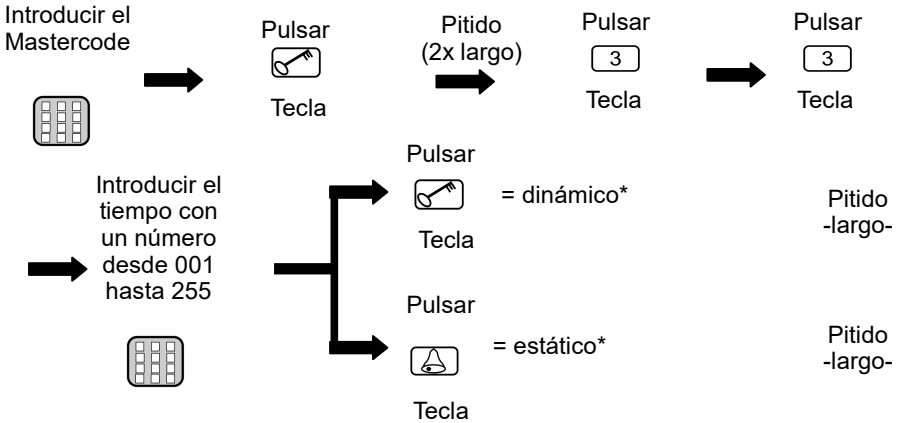 Introducir el
Mastercode
Pulsar
Tecla
Pitido
(2x largo)
Pulsar
3
Tecla
Pulsar
3
Tecla
Introducir el
tiempo con
un número
desde 001
hasta 255
Pulsar
= dinámico*
Tecla
Pitido
-largo-
Pulsar
= estático*
Tecla
Pitido
-largo-